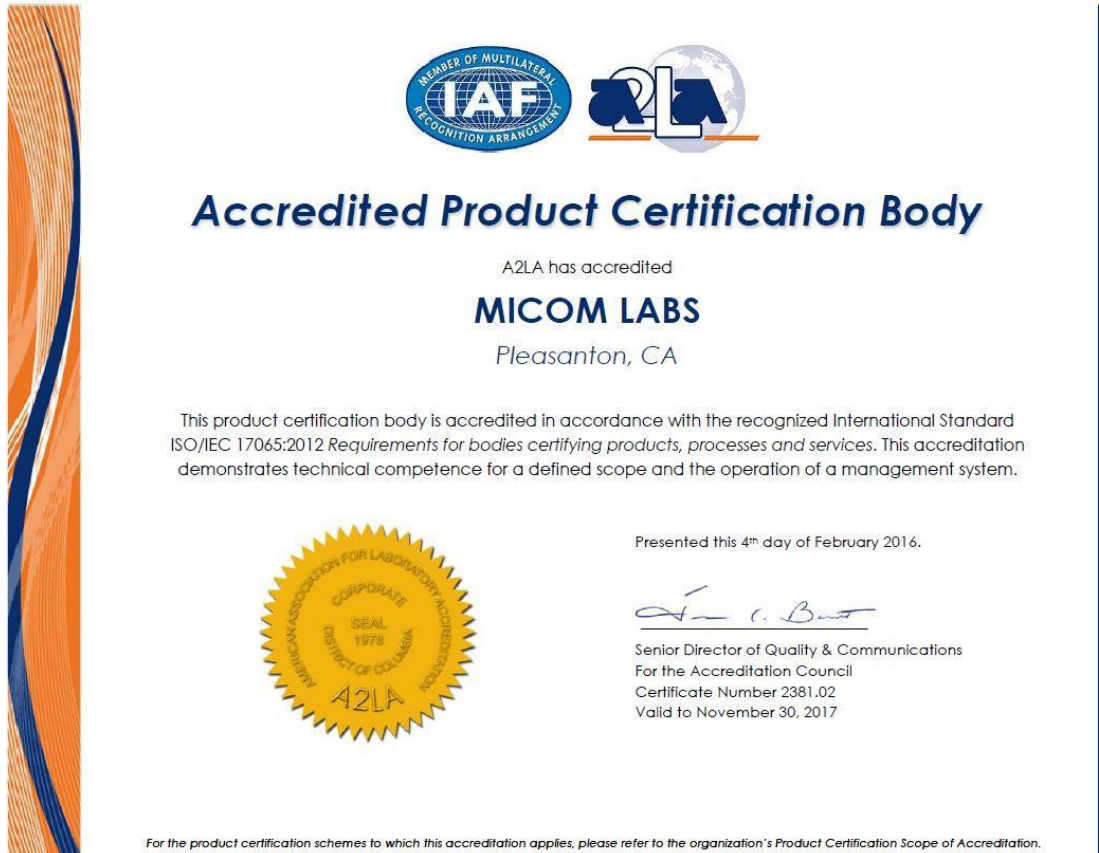 MEMBER OF MULTILATERAL
IAF
RECOGNITION ARRANGEMENT
a2La
Accredited Product Certification Body
A2LA has accredited
MICOM LABS
Pleasanton, CA
This product certification body is accredited in accordance with the recognized International Standard
ISO/IEC 17065:2012 Requirements for bodies certifying products, processes and services. This accreditation
demonstrates technical competence for a defined scope and the operation of a management system.
AMERICAN ASSOCIATION FOR LABORATORY ACCREDITATION
CORPORATE
SEAL
1978
DISTRICT OF COLUMBIA
A2LA
Presented this 4th day of February 2016.
Senior Director of Quality & Communications
For the Accreditation Council
Certificate Number 2381.02
Valid to November 30, 2017
For the product certification schemes to which this accreditation applies, please refer to the organization's Product Certification Scope of Accreditation.